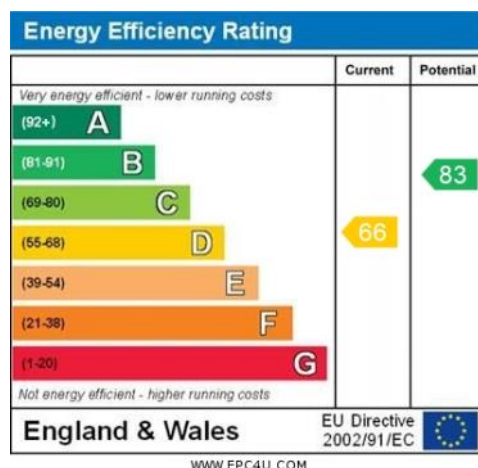 Energy Efficiency Rating
Current Potential
Very energy efficient - lower running costs
(92+) A
(81-91) B
83
(69-80) C
(55-68) D
66
(39-54) E
(21-38) F
(1-20) G
Not energy efficient - higher running costs
England & Wales
EU Directive
2002/91/EC
WWW.EPC4U.COM